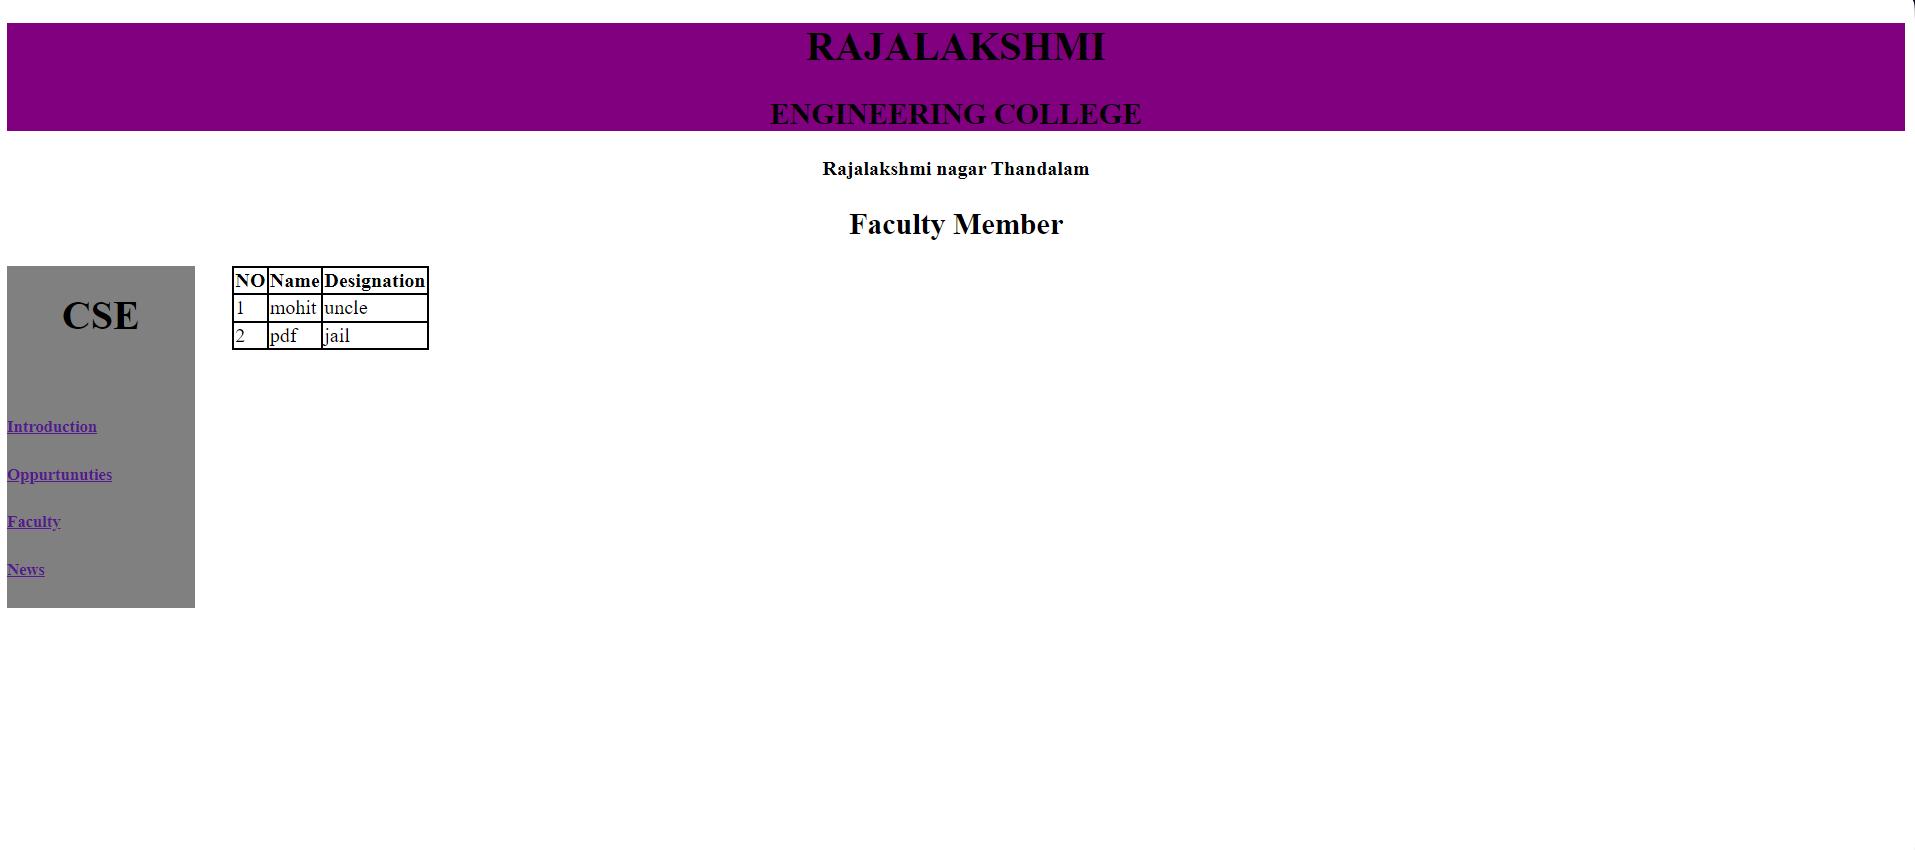 RAJALAKSHMI
ENGINEERING COLLEGE
Rajalakshmi nagar Thandalam
Faculty Member
CSE
Introduction
Oppurtunuties
Faculty
News
NO Name Designation
1 mohit uncle
2 pdf jail